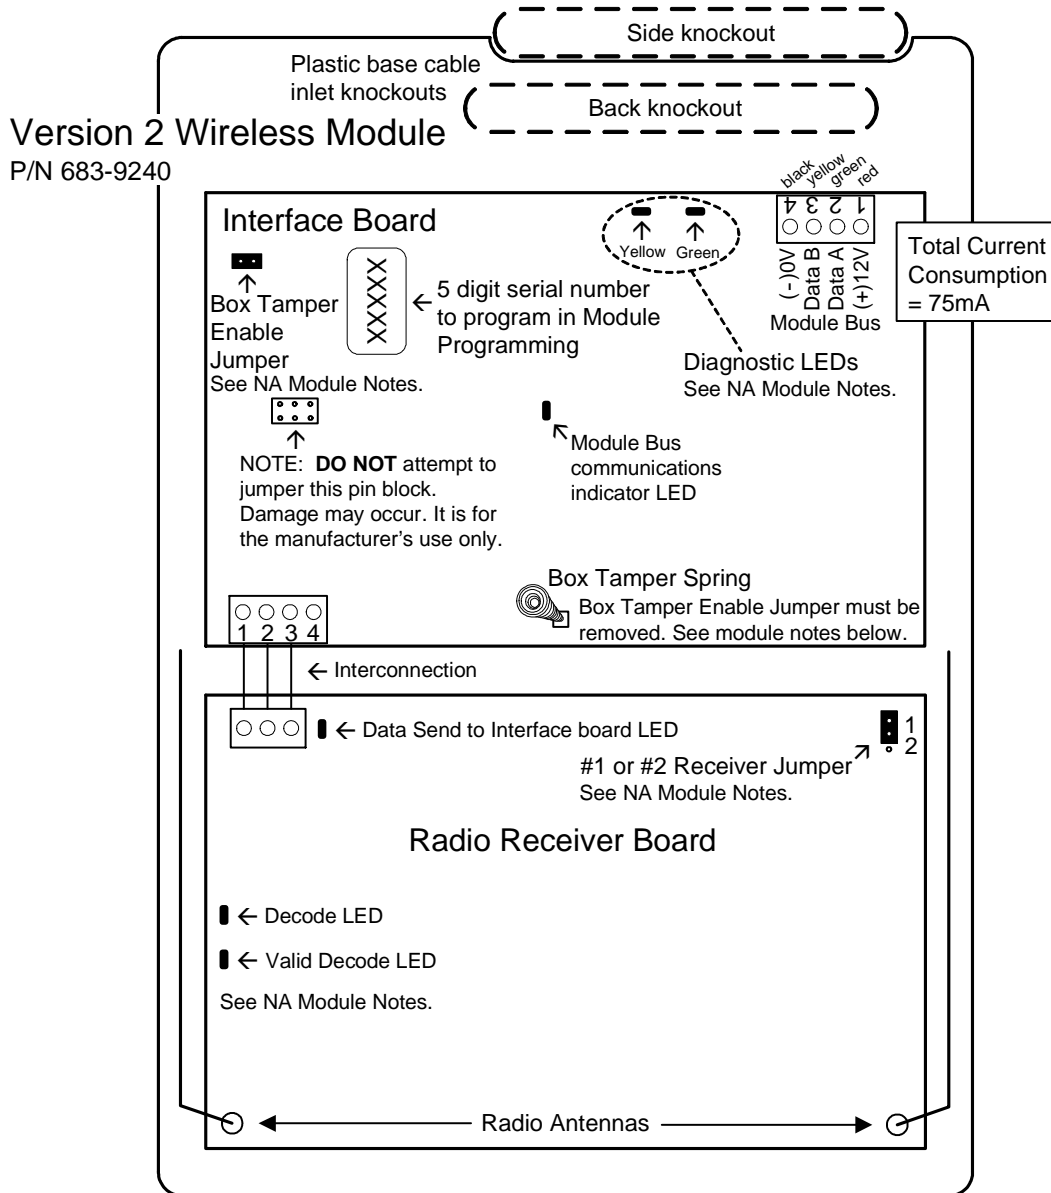 Side knockout
Plastic base cable
inlet knockouts
Back knockout
Version 2 Wireless Module
P/N 683-9240
black
yellow
green
red
4 3 2 1
Interface Board
Yellow
Green
(-)0V
Data B
Data A
(+)12V
Module Bus
Total Current
Consumption
= 75mA
Box Tamper
Enable
Jumper
See NA Module Notes.
XXXXX
5 digit serial number
to program in Module
Programming
Diagnostic LEDs
See NA Module Notes.
NOTE: DO NOT attempt to
jumper this pin block.
Damage may occur. It is for
the manufacturer's use only.
Module Bus
communications
indicator LED
Box Tamper Spring
Box Tamper Enable Jumper must be
removed. See module notes below.
1 2 3 4
Interconnection
Data Send to Interface board LED
1
2
#1 or #2 Receiver Jumper
See NA Module Notes.
Radio Receiver Board
Decode LED
Valid Decode LED
See NA Module Notes.
Radio Antennas